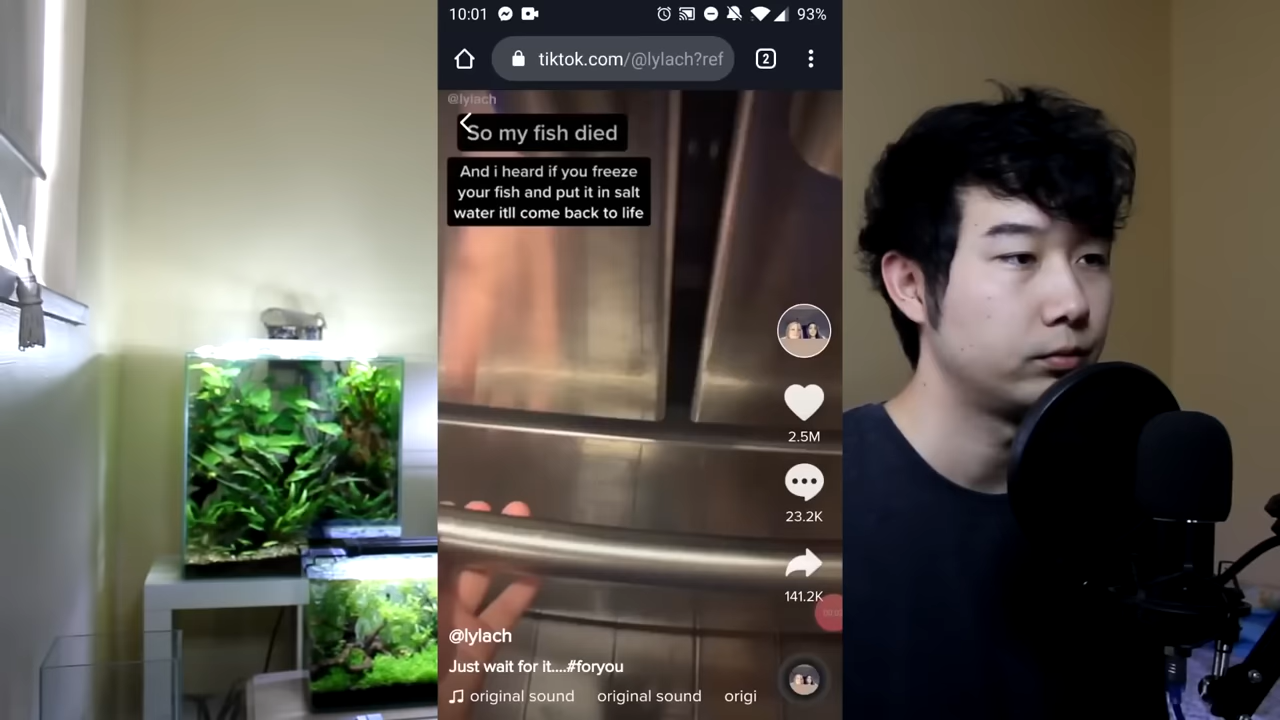 10:01
93%
tiktok.com/@lylach?ref
2
@lylach
So my fish died
And i heard if you freeze
your fish and put it in salt
water itll come back to life
2.5M
23.2K
141.2K
@lylach
Just wait for it....#foryou
original sound original sound origi